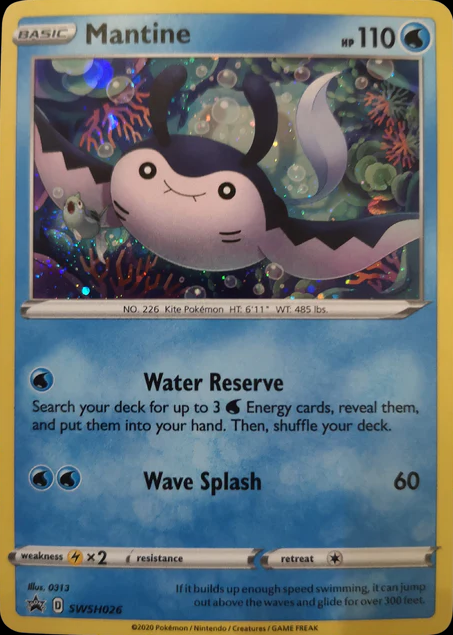 BASIC Mantine HP 110
NO. 226 Kite Pokémon HT: 6'11" WT: 485 lbs.
Water Reserve
Search your deck for up to 3 Energy cards, reveal them,
and put them into your hand. Then, shuffle your deck.
Wave Splash 60
weakness ×2 resistance retreat
Illus. 0313
If it builds up enough speed swimming, it can jump
out above the waves and glide for over 300 feet.
D SWSH026
©2020 Pokémon / Nintendo / Creatures / GAME FREAK